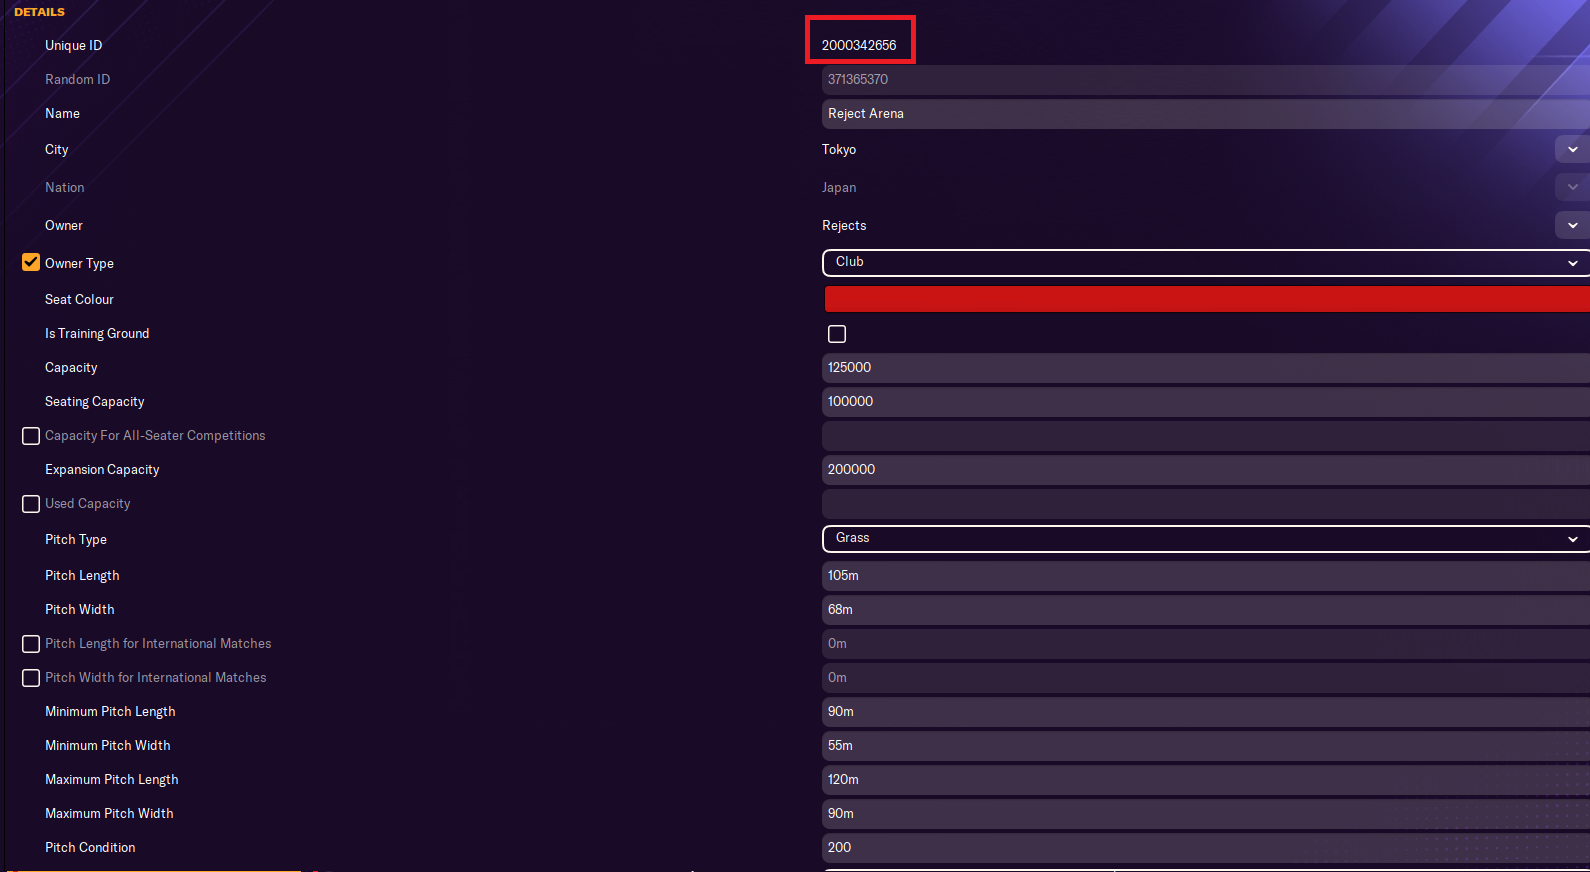 DETAILS
Unique ID 2000342656
Random ID 371365370
Name Reject Arena
City Tokyo
Nation Japan
Owner Rejects
Owner Type Club
Seat Colour
Is Training Ground
Capacity 125000
Seating Capacity 100000
Capacity For All-Seater Competitions
Expansion Capacity 200000
Used Capacity
Pitch Type Grass
Pitch Length 105m
Pitch Width 68m
Pitch Length for International Matches 0m
Pitch Width for International Matches 0m
Minimum Pitch Length 90m
Minimum Pitch Width 55m
Maximum Pitch Length 120m
Maximum Pitch Width 90m
Pitch Condition 200